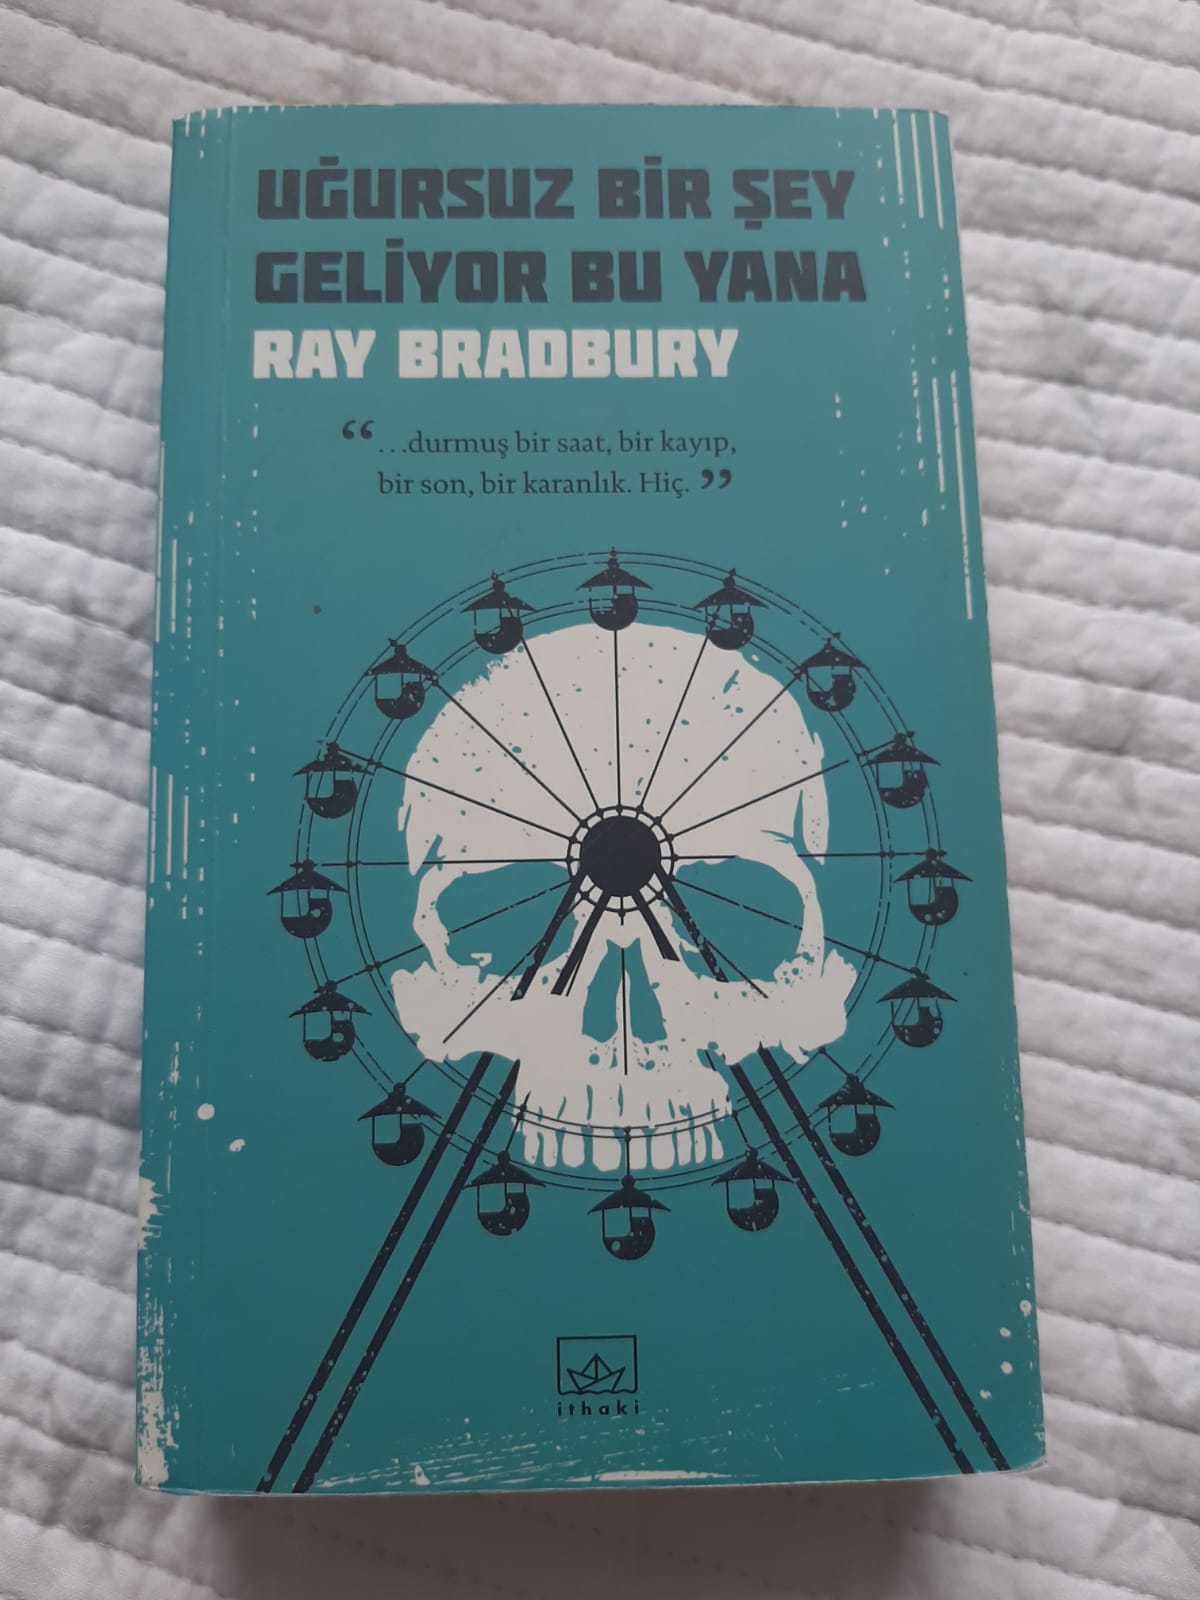 UĞURSUZ BİR ŞEY
GELİYOR BU YANA
RAY BRADBURY
“...durmuş bir saat, bir kayıp,
bir son, bir karanlık. Hiç.”
ithaki